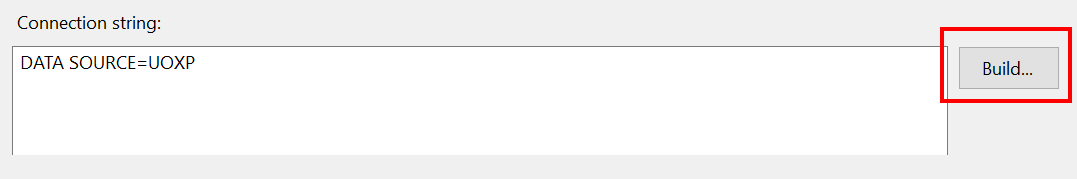 Connection string:
DATA SOURCE=UOXP
Build...